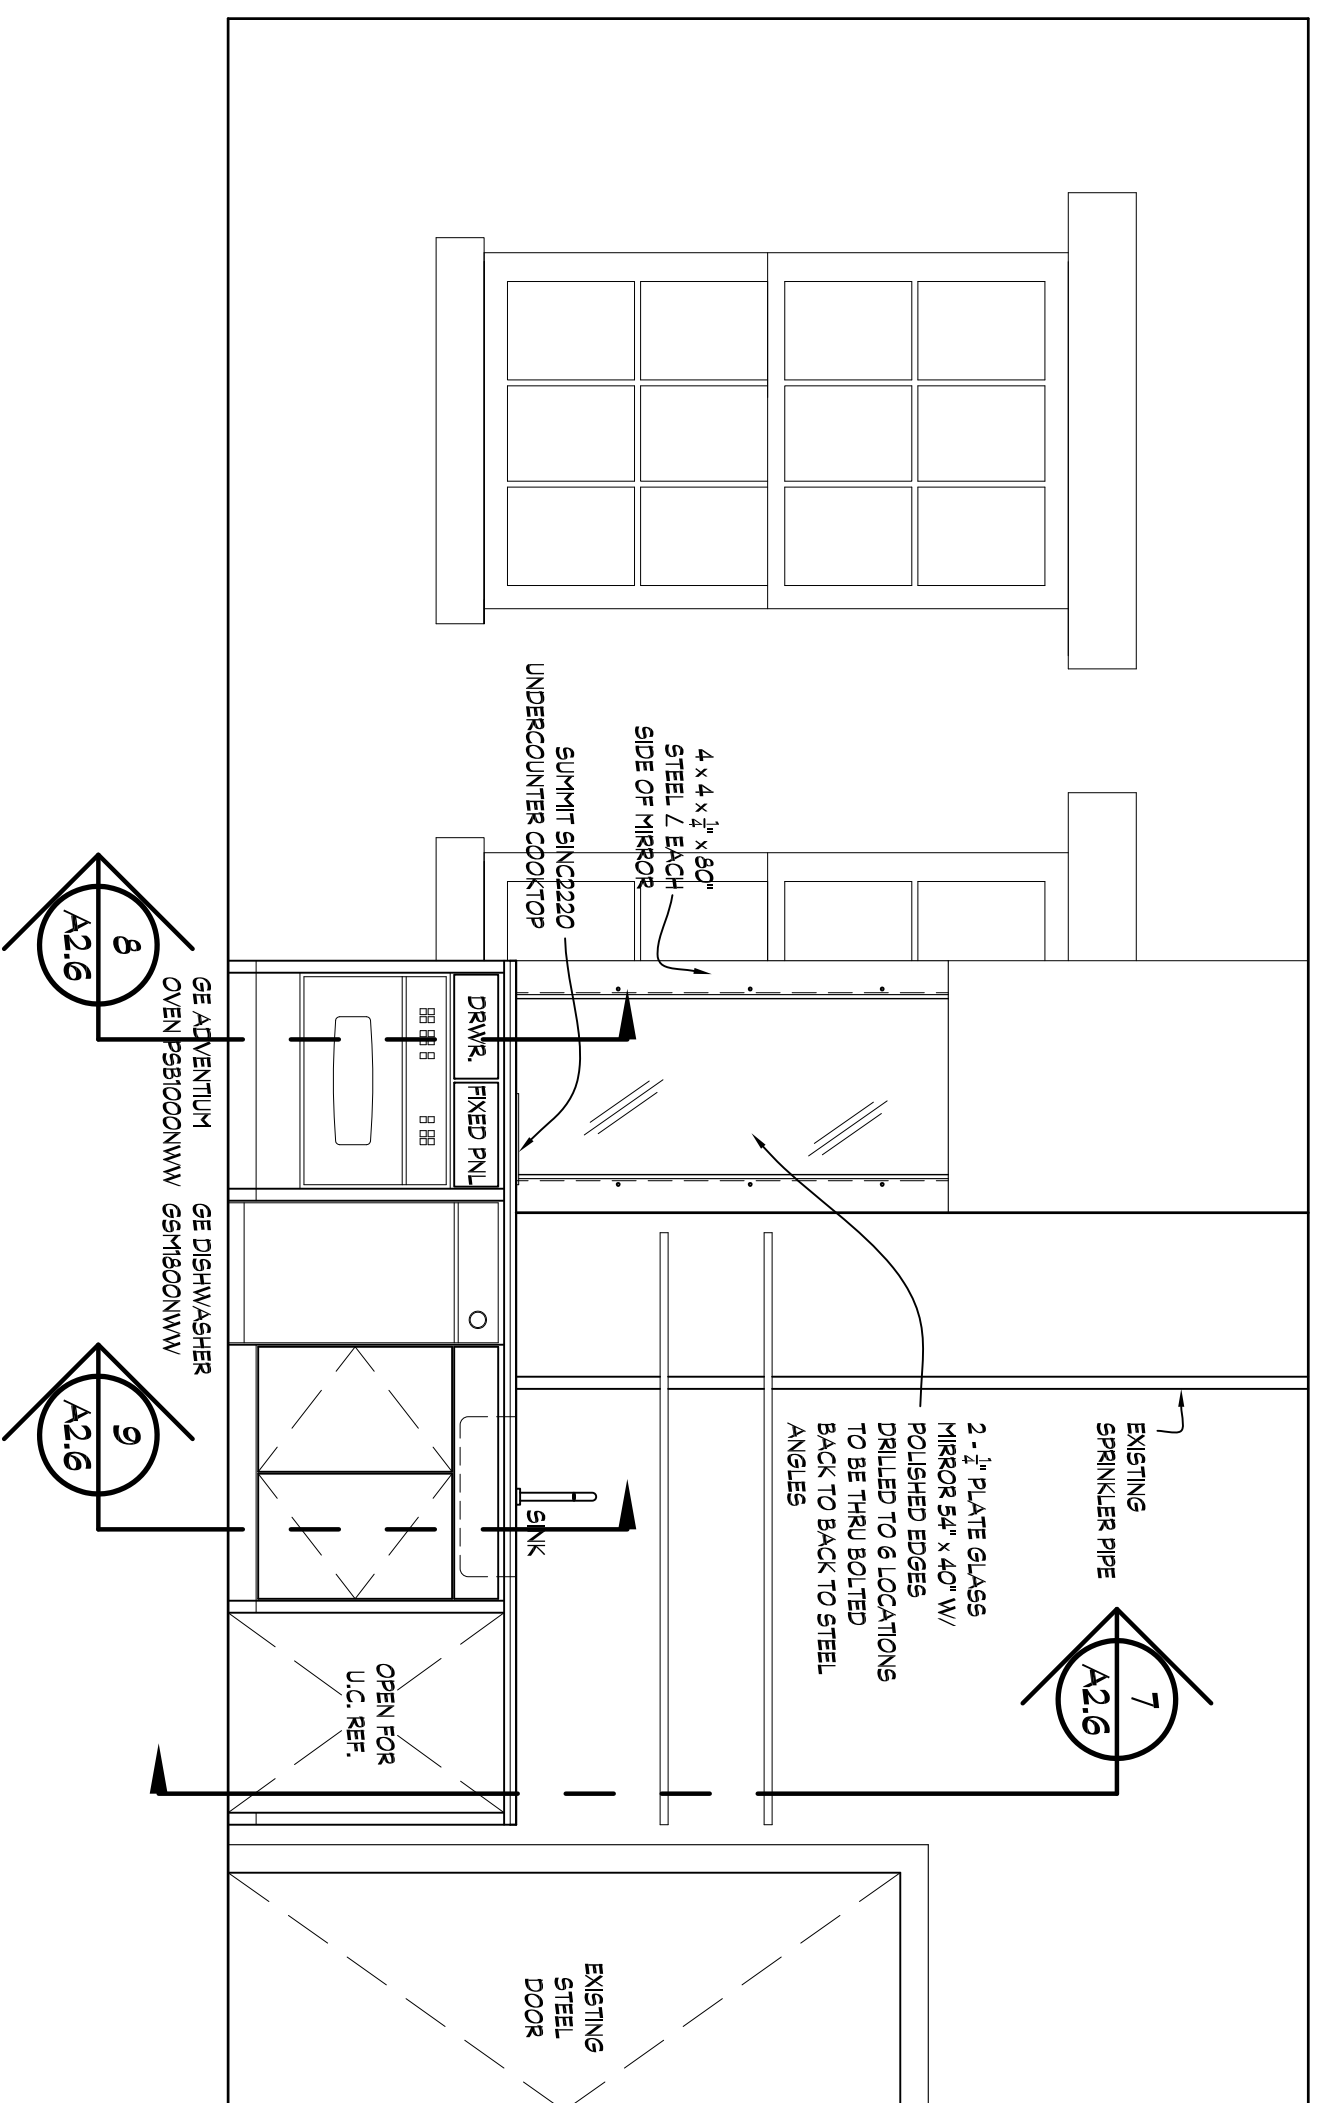 4 x 4 x 1/4" x 80"
STEEL ∠ EACH
SIDE OF MIRROR
SUMMIT SINC2220
UNDERCOUNTER COOKTOP
EXISTING
SPRINKLER PIPE
2 - 1/4" PLATE GLASS
MIRROR 54" x 40" W/
POLISHED EDGES
DRILLED TO 6 LOCATIONS
TO BE THRU BOLTED
BACK TO BACK TO STEEL
ANGLES
7
A2.6
EXISTING
STEEL
DOOR
SINK
DRWR.
FIXED PNL
OPEN FOR
U.C. REF.
8
A2.6
GE ADVENTIUM
OVEN PSB1000NWW
GE DISHWASHER
GSM1800NWW
9
A2.6